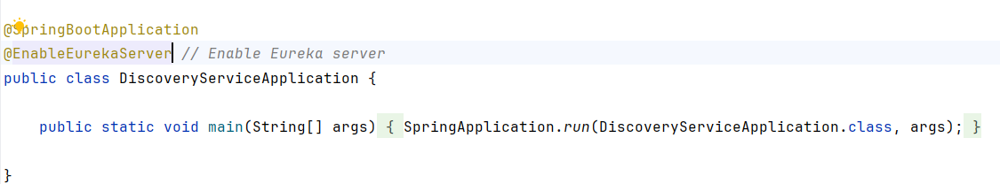 @SpringBootApplication
@EnableEurekaServer // Enable Eureka server
public class DiscoveryServiceApplication {
public static void main(String[] args) { SpringApplication.run(DiscoveryServiceApplication.class, args); }
}